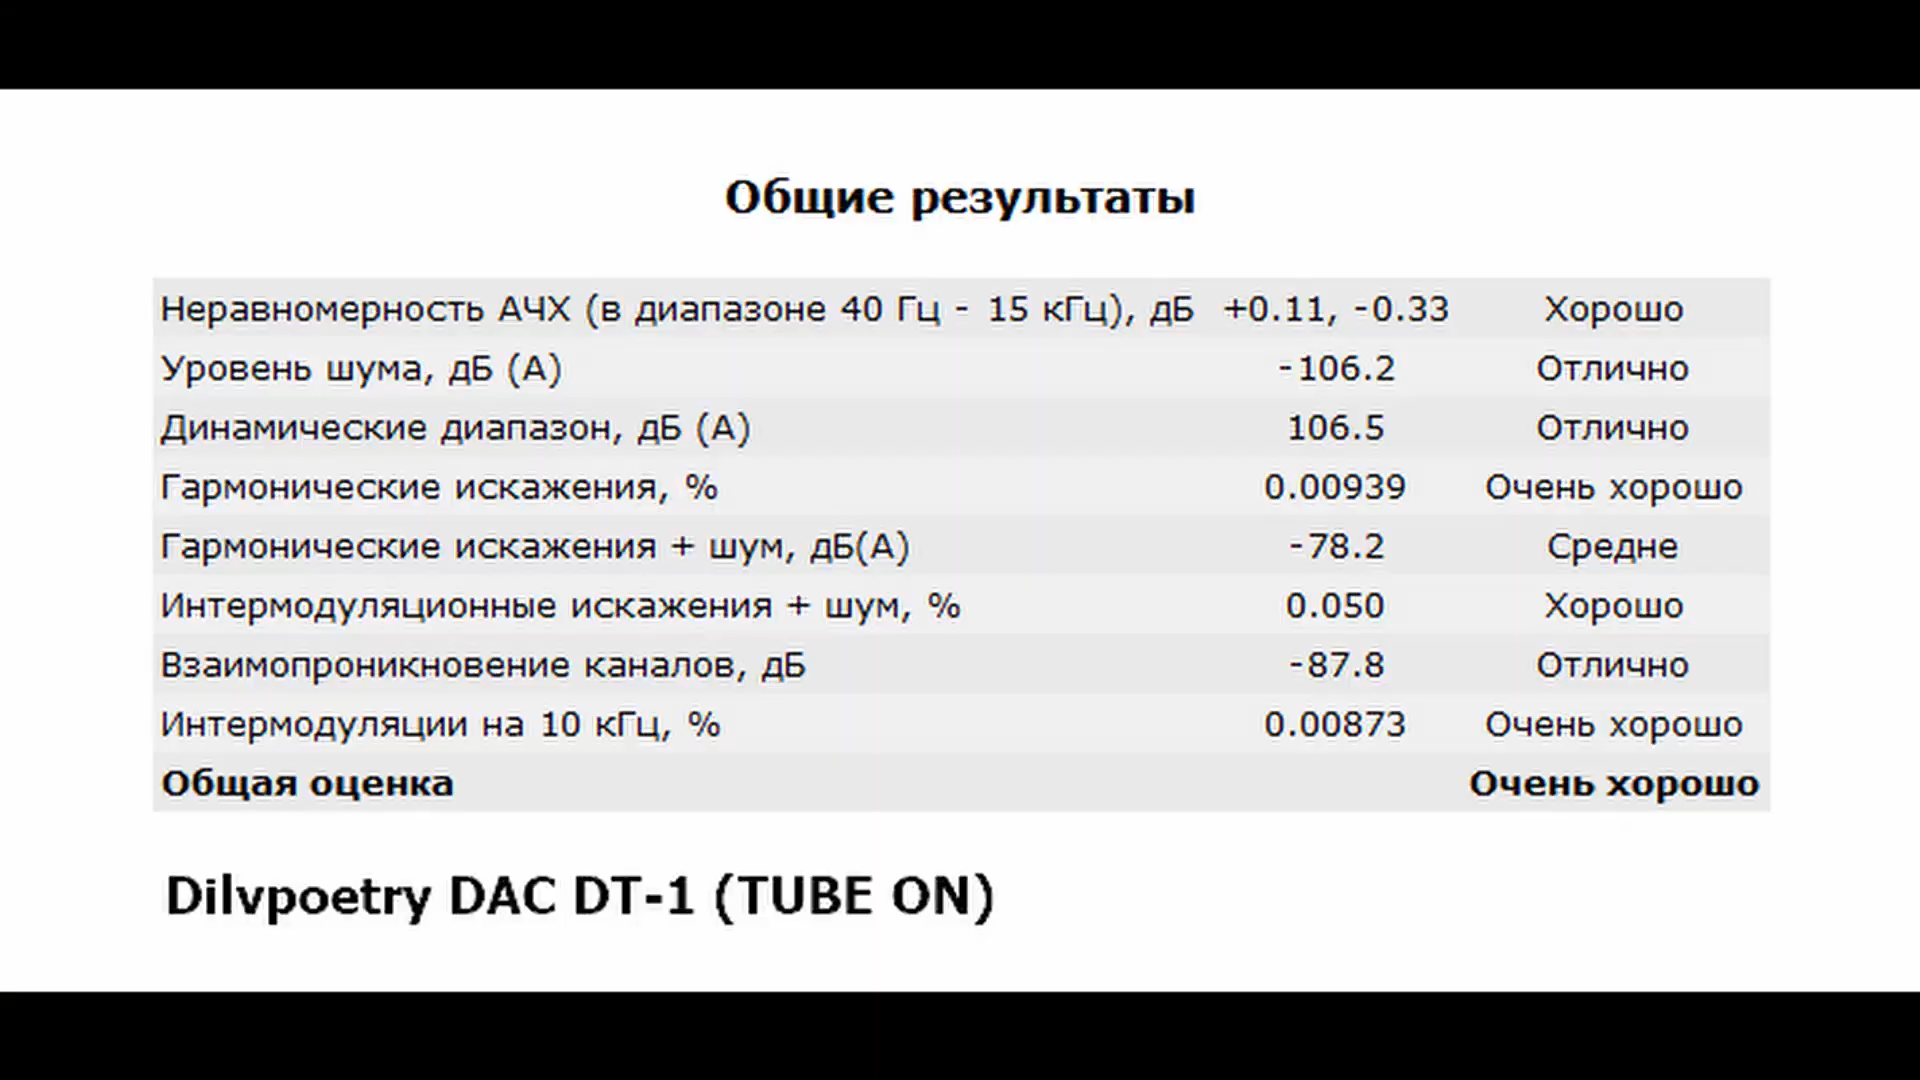 Общие результаты
Неравномерность АЧХ (в диапазоне 40 Гц - 15 кГц), дБ +0.11, -0.33 Хорошо
Уровень шума, дБ (А) -106.2 Отлично
Динамический диапазон, дБ (А) 106.5 Отлично
Гармонические искажения, % 0.00939 Очень хорошо
Гармонические искажения + шум, дБ(А) -78.2 Средне
Интермодуляционные искажения + шум, % 0.050 Хорошо
Взаимопроникновение каналов, дБ -87.8 Отлично
Интермодуляции на 10 кГц, % 0.00873 Очень хорошо
Общая оценка Очень хорошо
Dilvpoetry DAC DT-1 (TUBE ON)